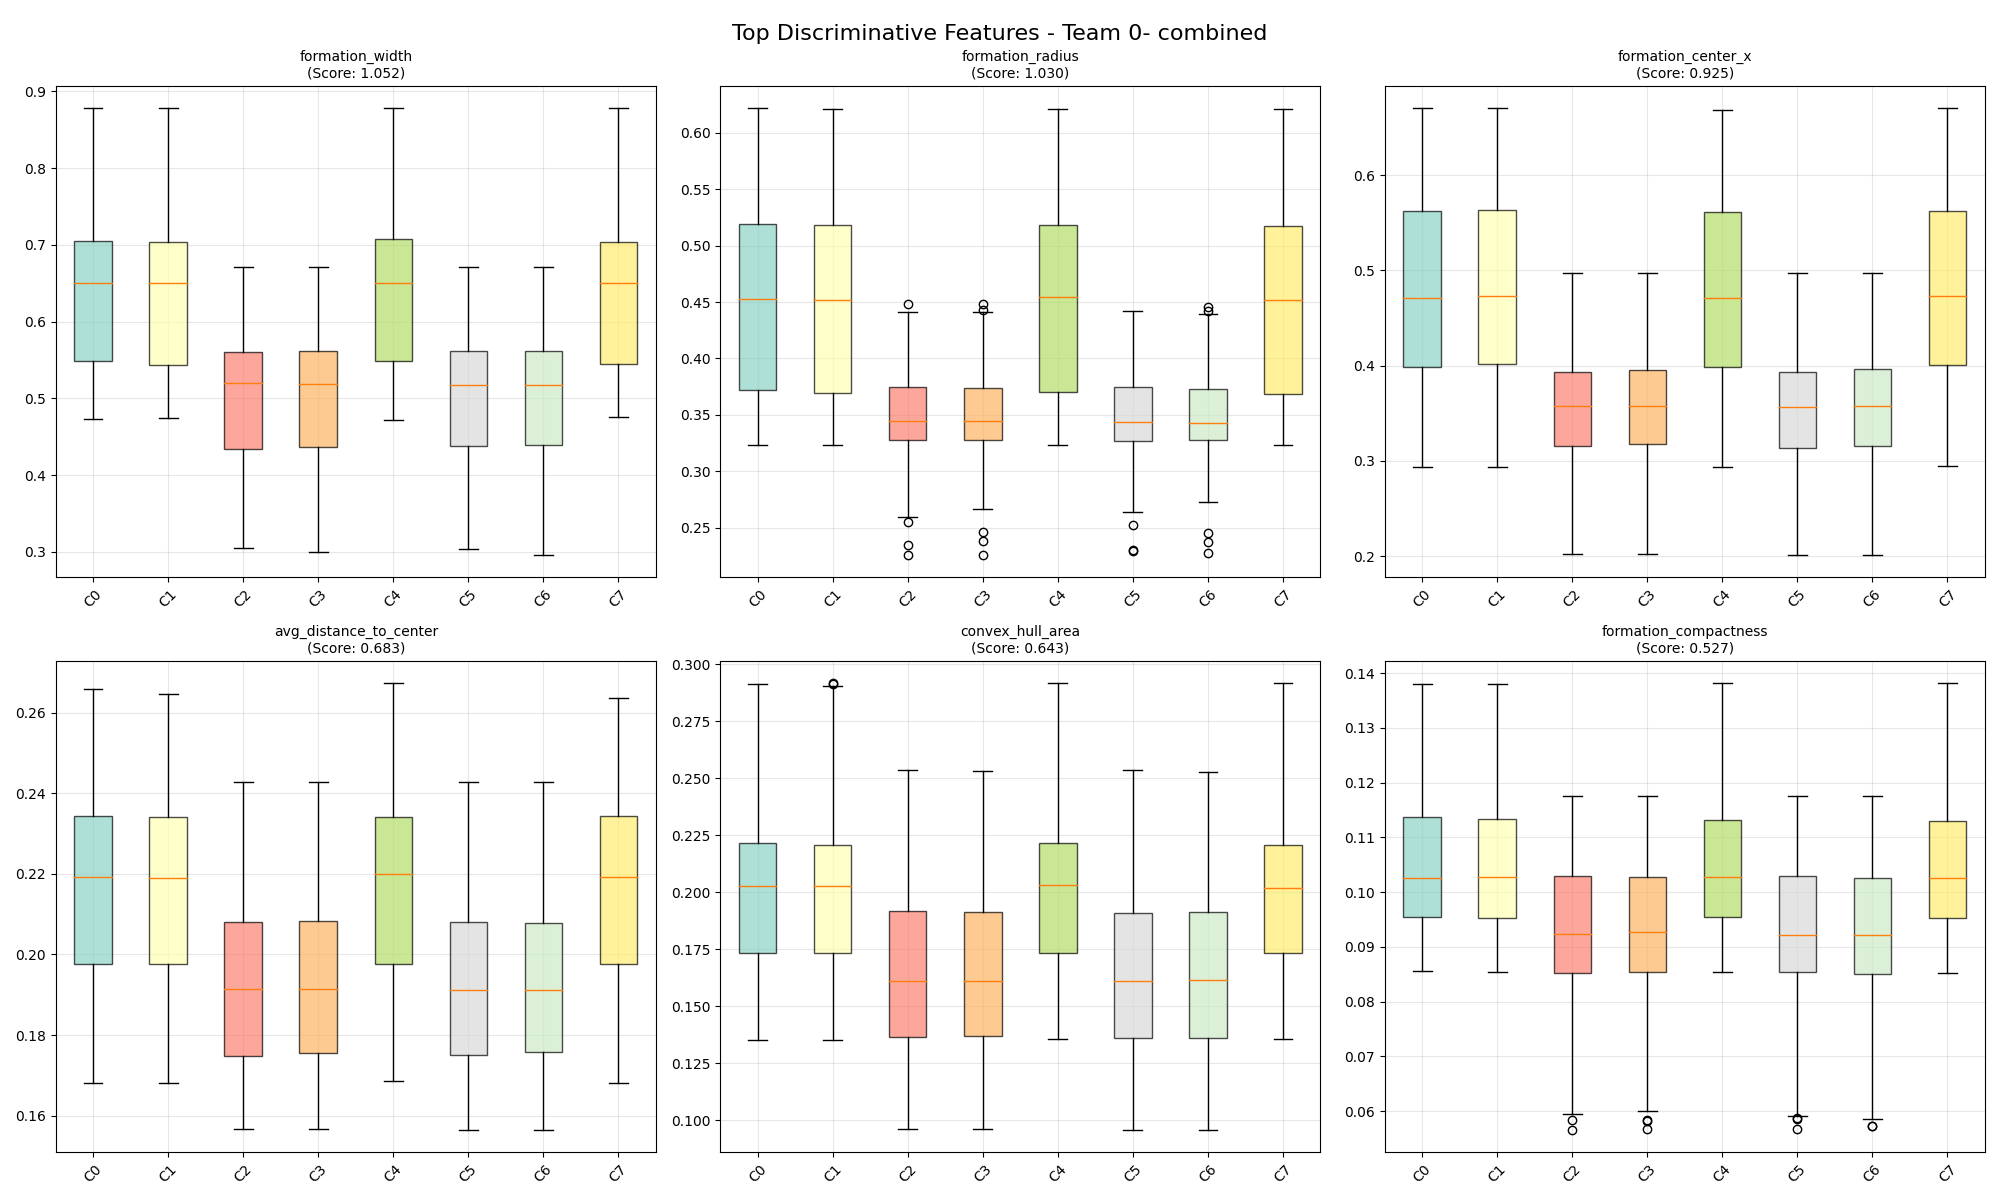 Top Discriminative Features - Team 0- combined
formation_width
(Score: 1.052)
0.9
0.8
0.7
0.6
0.5
0.4
0.3
C0 C1 C2 C3 C4 C5 C6 C7
formation_radius
(Score: 1.030)
0.60
0.55
0.50
0.45
0.40
0.35
0.30
0.25
C0 C1 C2 C3 C4 C5 C6 C7
formation_center_x
(Score: 0.925)
0.6
0.5
0.4
0.3
0.2
C0 C1 C2 C3 C4 C5 C6 C7
avg_distance_to_center
(Score: 0.683)
0.26
0.24
0.22
0.20
0.18
0.16
C0 C1 C2 C3 C4 C5 C6 C7
convex_hull_area
(Score: 0.643)
0.300
0.275
0.250
0.225
0.200
0.175
0.150
0.125
0.100
C0 C1 C2 C3 C4 C5 C6 C7
formation_compactness
(Score: 0.527)
0.14
0.13
0.12
0.11
0.10
0.09
0.08
0.07
0.06
C0 C1 C2 C3 C4 C5 C6 C7